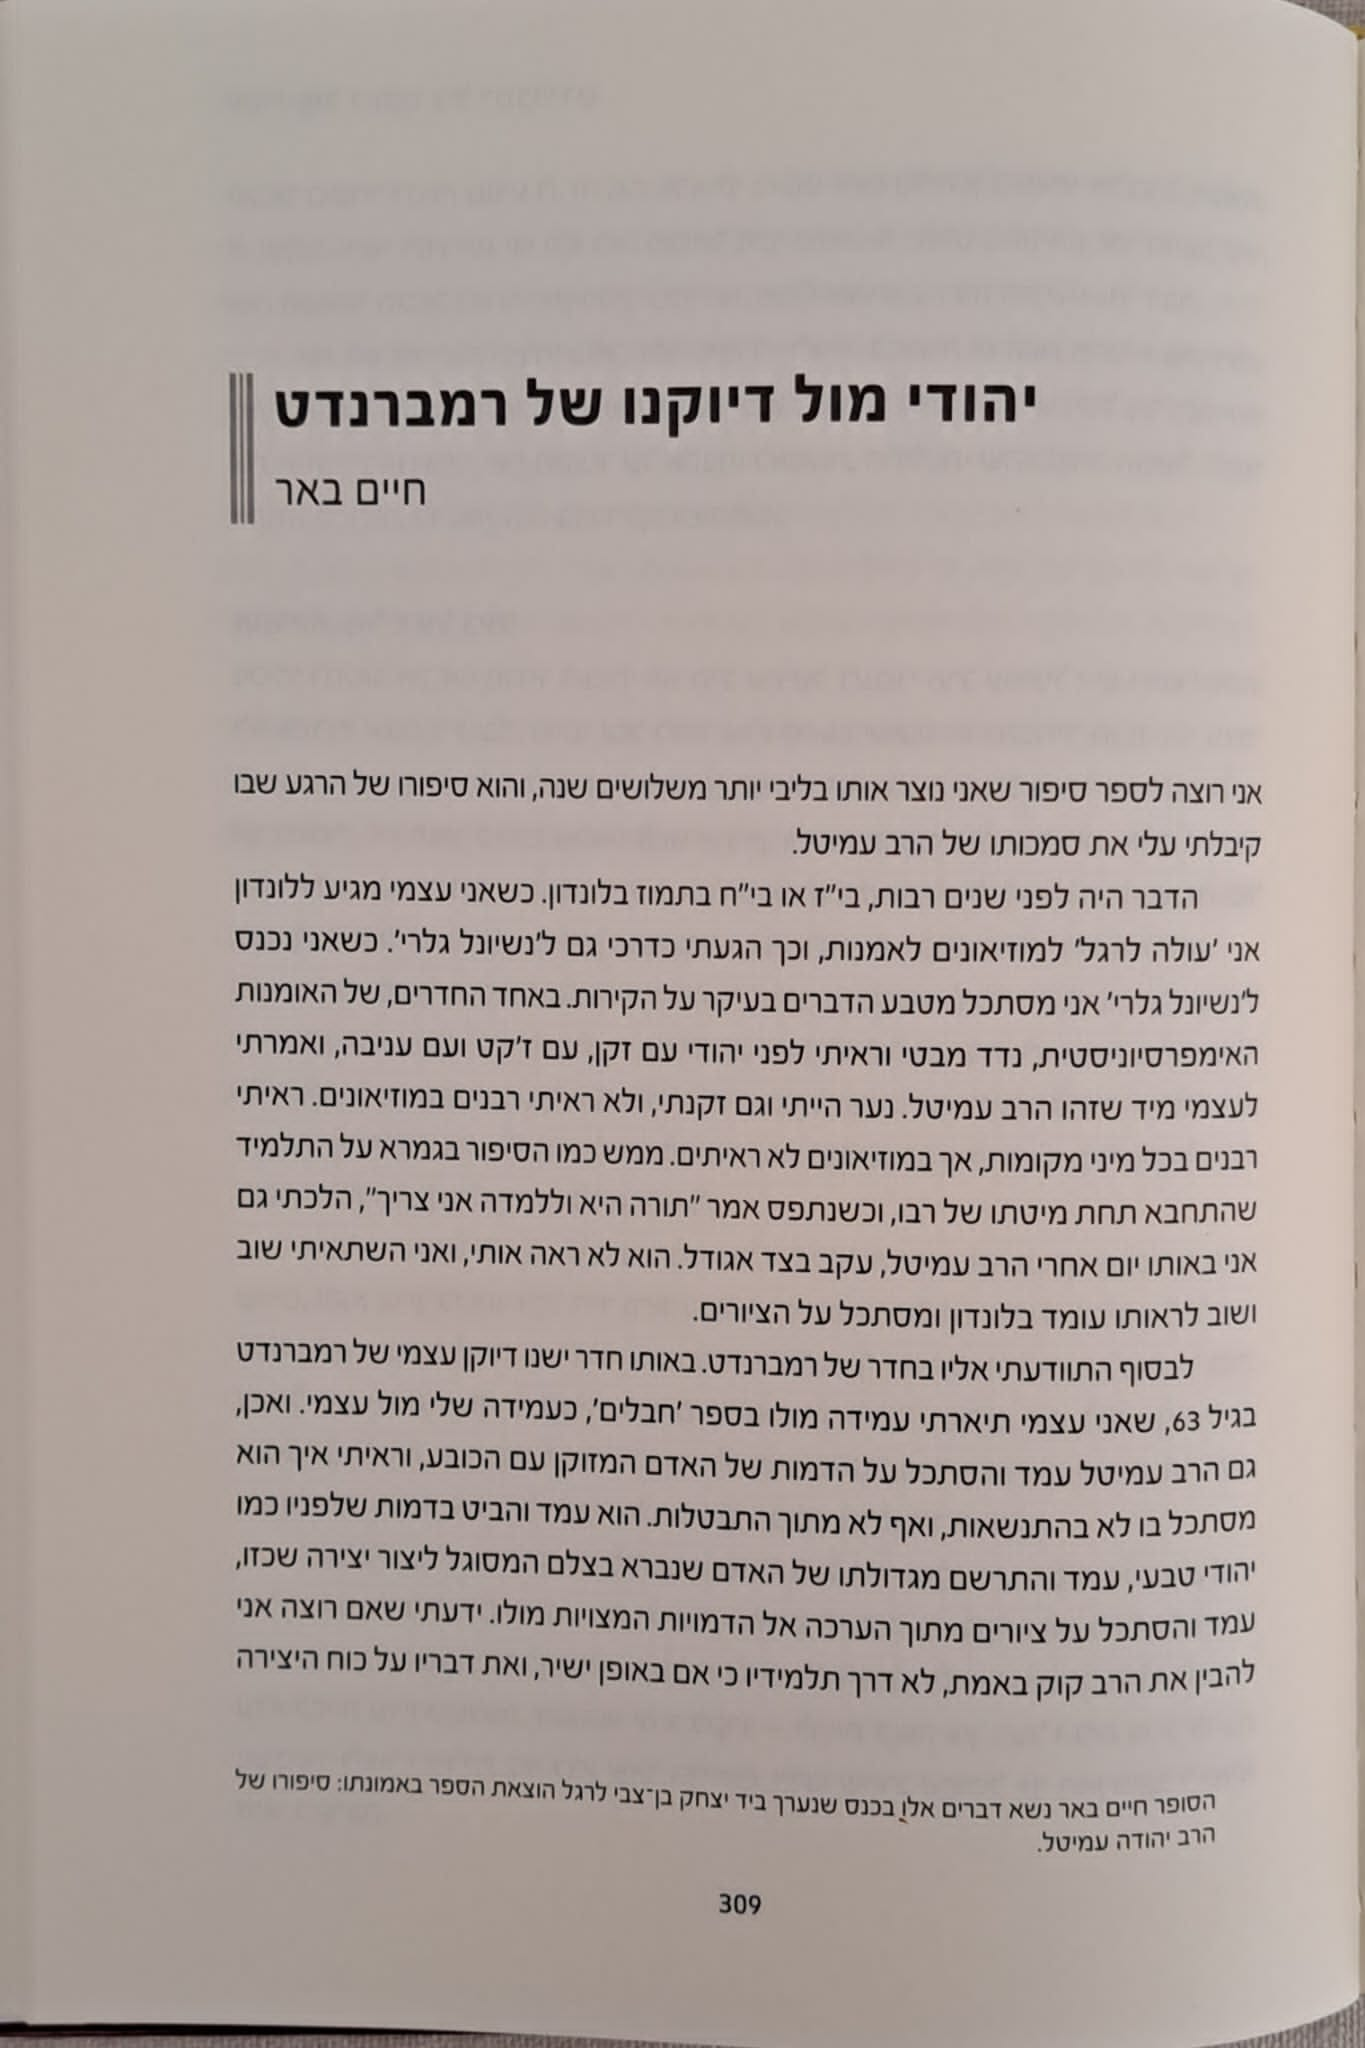 יהודי מול דיוקנו של רמברנדט
חיים באר
אני רוצה לספר סיפור שאני נוצר אותו בליבי יותר משלושים שנה, והוא סיפורו של הרגע שבו
קיבלתי עלי את סמכותו של הרב עמיטל.
הדבר היה לפני שנים רבות, בי"ז או בי"ח בתמוז בלונדון. כשאני עצמי מגיע ללונדון
אני 'עולה לרגל' למוזיאונים לאמנות, וכך הגעתי כדרכי גם ל'נשיונל גלרי'. כשאני נכנס
ל'נשיונל גלרי' אני מסתכל מטבע הדברים בעיקר על הקירות. באחד החדרים, של האומנות
האימפרסיוניסטית, נדד מבטי וראיתי לפני יהודי עם זקן, עם ז'קט ועם עניבה, ואמרתי
לעצמי מיד שזהו הרב עמיטל. נער הייתי וגם זקנתי, ולא ראיתי רבנים במוזיאונים. ראיתי
רבנים בכל מיני מקומות, אך במוזיאונים לא ראיתים. ממש כמו הסיפור בגמרא על התלמיד
שהתחבא תחת מיטתו של רבו, וכשנתפס אמר "תורה היא וללמדה אני צריך", הלכתי גם
אני באותו יום אחרי הרב עמיטל, עקב בצד אגודל. הוא לא ראה אותי, ואני השתאיתי שוב
ושוב לראותו עומד בלונדון ומסתכל על הציורים.
לבסוף התוודעתי אליו בחדר של רמברנדט. באותו חדר ישנו דיוקן עצמי של רמברנדט
בגיל 63, שאני עצמי תיארתי עמידה מולו בספר 'חבלים', כעמידה שלי מול עצמי. ואכן,
גם הרב עמיטל עמד והסתכל על הדמות של האדם המזוקן עם הכובע, וראיתי איך הוא
מסתכל בו לא בהתנשאות, ואף לא מתוך התבטלות. הוא עמד והביט בדמות שלפניו כמו
יהודי טבעי, עמד והתרשם מגדולתו של האדם שנברא בצלם המסוגל ליצור יצירה שכזו,
עמד והסתכל על ציורים מתוך הערכה אל הדמויות המצויות מולו. ידעתי שאם רוצה אני
להבין את הרב קוק באמת, לא דרך תלמידיו כי אם באופן ישיר, ואת דבריו על כוח היצירה
הסופר חיים באר נשא דברים אלו בכנס שנערך ביד יצחק בן־צבי לרגל הוצאת הספר באמונתו: סיפורו של
הרב יהודה עמיטל.
309